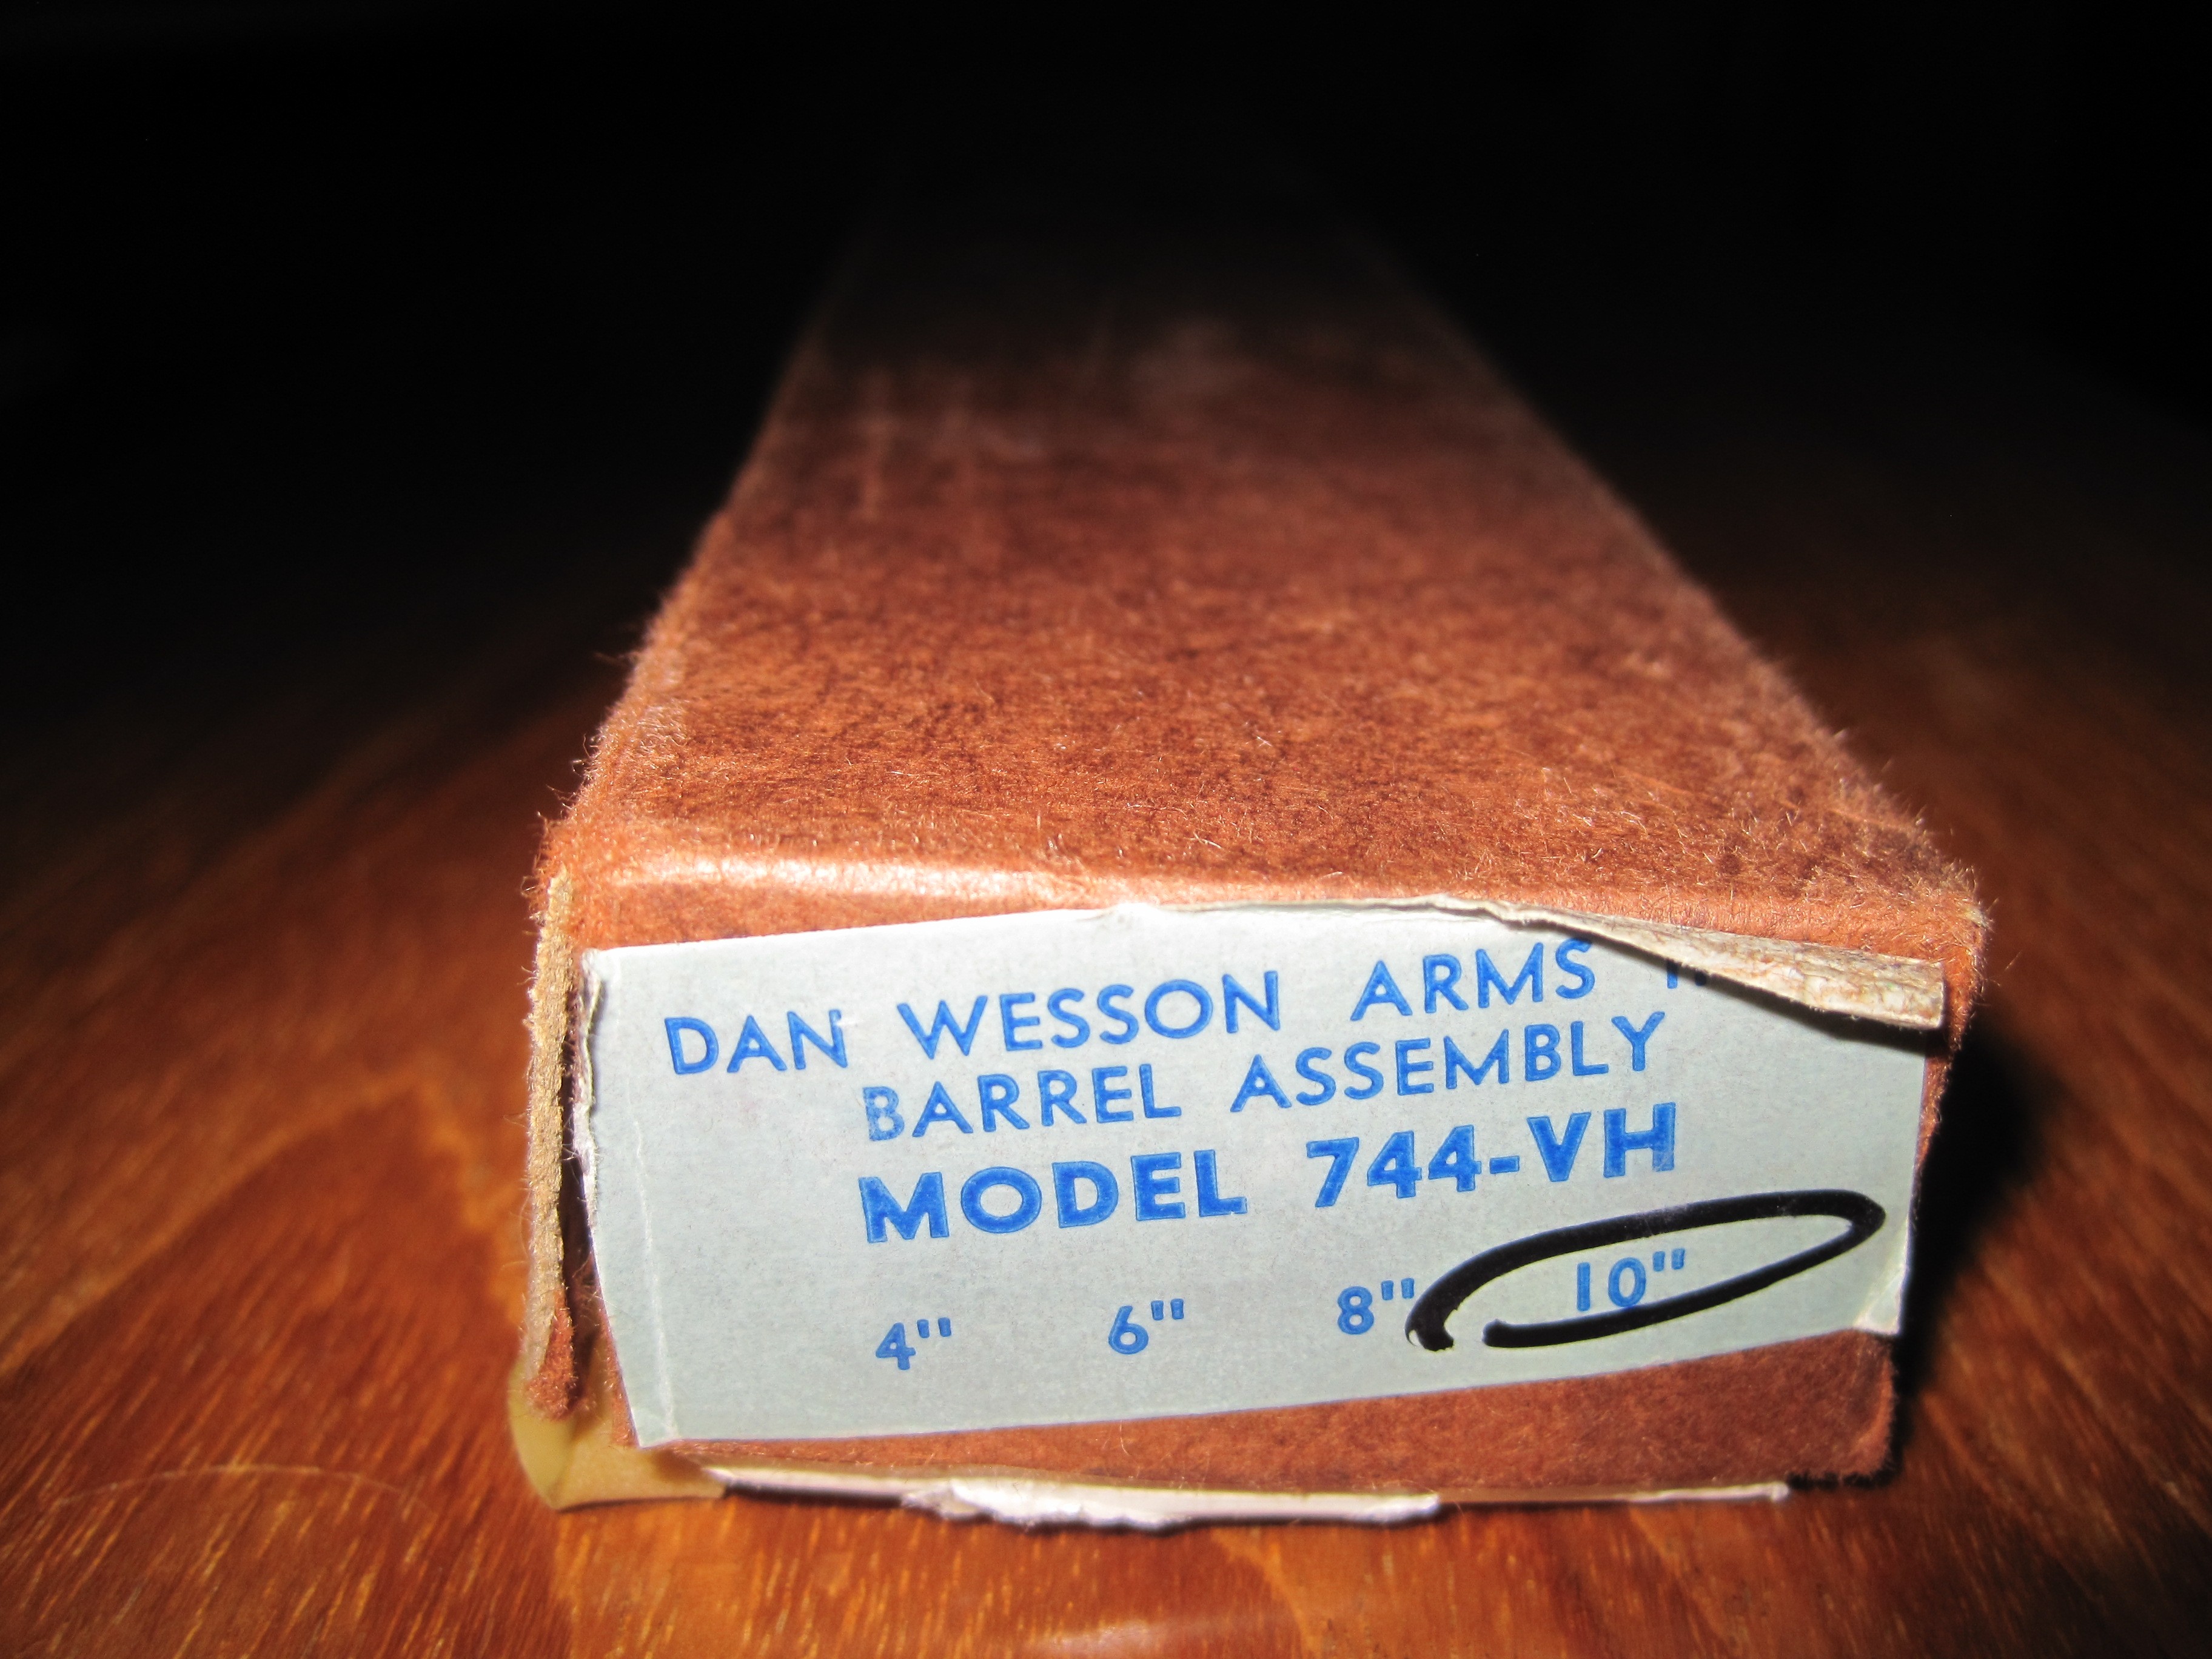 DAN WESSON ARMS
BARREL ASSEMBLY
MODEL 744-VH
4" 6" 8" 10"